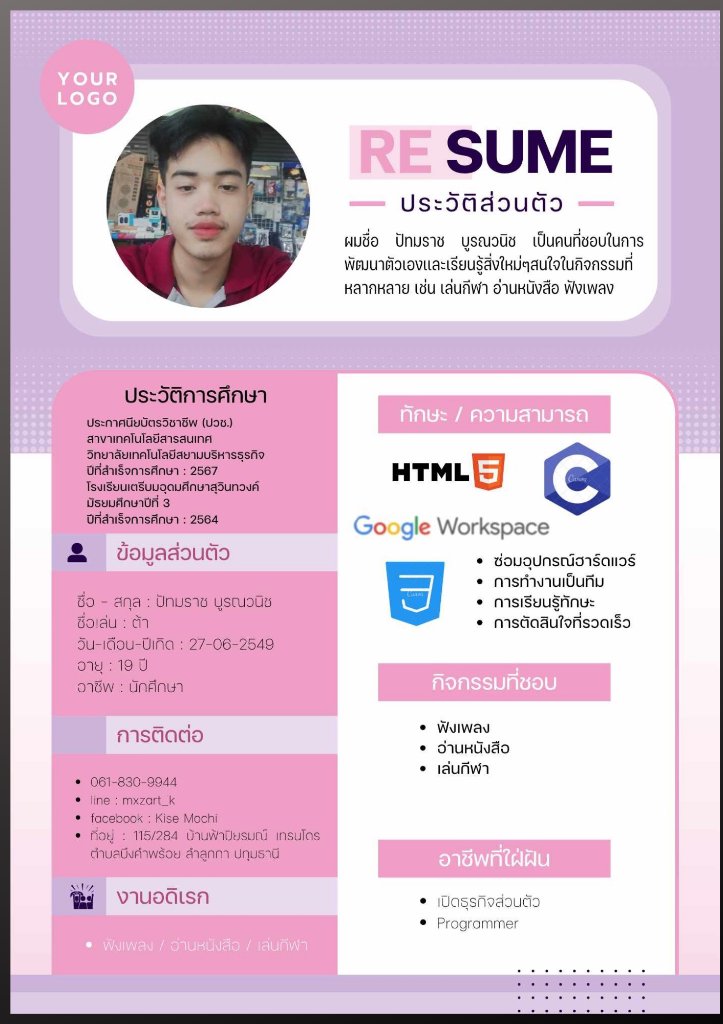 YOUR
LOGO
RE SUME
ประวัติส่วนตัว
ผมชื่อ ปัทมราช บูรณวนิช เป็นคนที่ชอบในการ
พัฒนาตัวเองและเรียนรู้สิ่งใหม่ๆสนใจในกิจกรรมที่
หลากหลาย เช่น เล่นกีฬา อ่านหนังสือ ฟังเพลง
ประวัติการศึกษา
ประกาศนียบัตรวิชาชีพ (ปวช.)
สาขาเทคโนโลยีสารสนเทศ
วิทยาลัยเทคโนโลยีสยามบริหารธุรกิจ
ปีที่สำเร็จการศึกษา : 2567
โรงเรียนเตรียมอุดมศึกษาสุวินทวงศ์
มัธยมศึกษาปีที่ 3
ปีที่สำเร็จการศึกษา : 2564
ข้อมูลส่วนตัว
ชื่อ - สกุล : ปัทมราช บูรณวนิช
ชื่อเล่น : ต้า
วัน-เดือน-ปีเกิด : 27-06-2549
อายุ : 19 ปี
อาชีพ : นักศึกษา
การติดต่อ
061-830-9944
line : mxzart_k
facebook : Kise Mochi
ที่อยู่ : 115/284 บ้านฟ้าปิยรมณ์ เทรนโดร
ตำบลบึงคำพร้อย ลำลูกกา ปทุมธานี
งานอดิเรก
ฟังเพลง / อ่านหนังสือ / เล่นกีฬา
ทักษะ / ความสามารถ
HTML 5
C
Canva
Google Workspace
3
Canva
ซ่อมอุปกรณ์ฮาร์ดแวร์
การทำงานเป็นทีม
การเรียนรู้ทักษะ
การตัดสินใจที่รวดเร็ว
กิจกรรมที่ชอบ
ฟังเพลง
อ่านหนังสือ
เล่นกีฬา
อาชีพที่ใฝ่ฝัน
เปิดธุรกิจส่วนตัว
Programmer